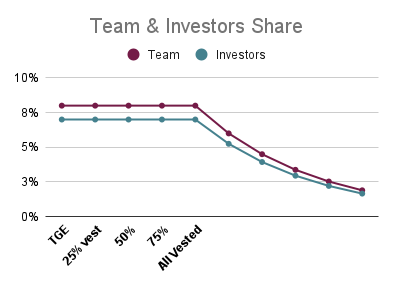 Team & Investors Share
Team
Investors
10%
8%
5%
3%
0%
TGE
25% vest
50%
75%
All Vested